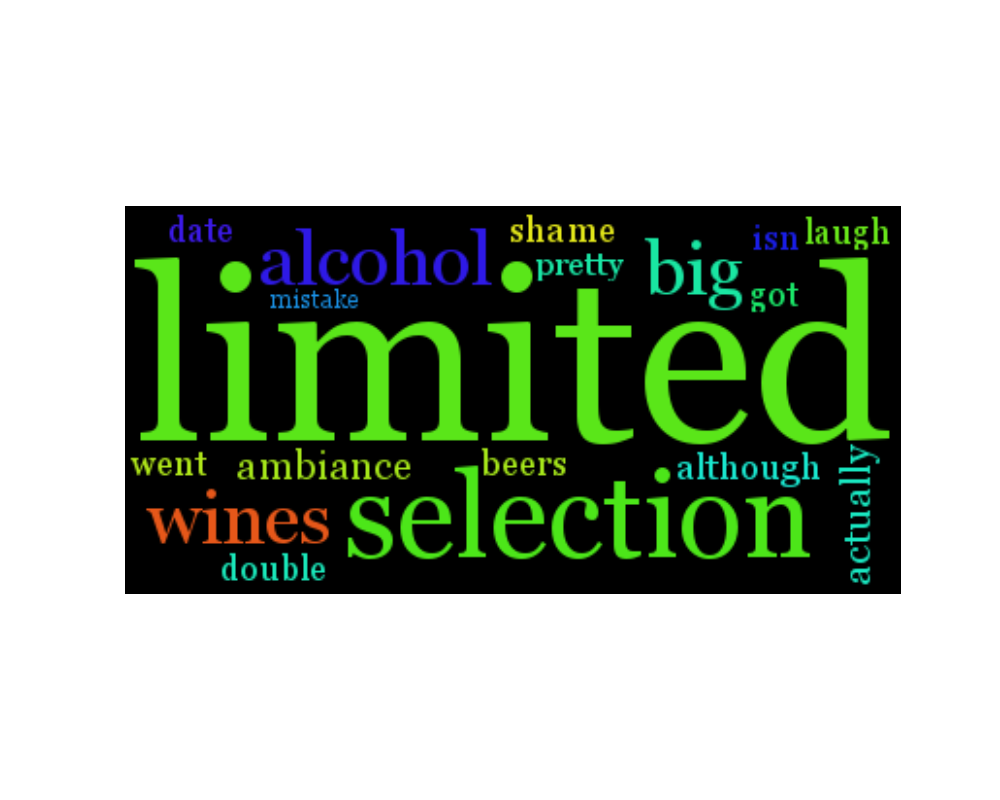 date
alcohol
shame
isn
laugh
pretty
big
mistake
got
limited
went
ambiance
beers
although
actually
wines
selection
double